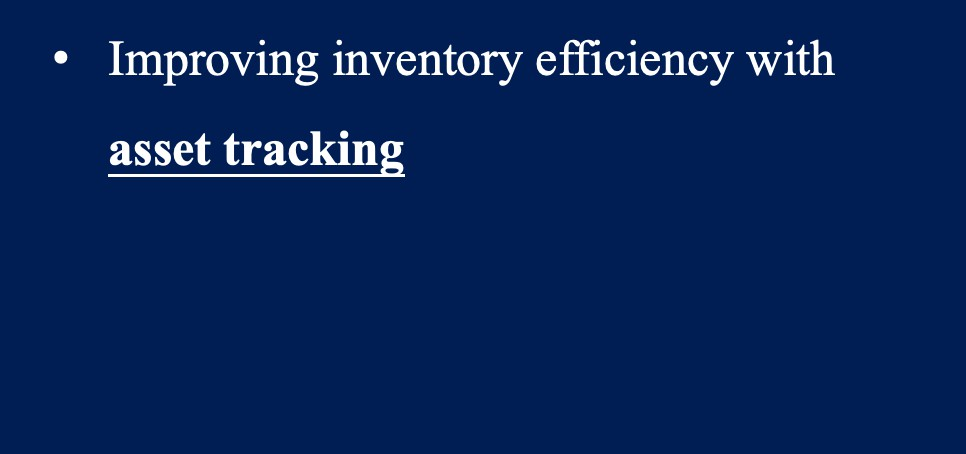 • Improving inventory efficiency with
asset tracking